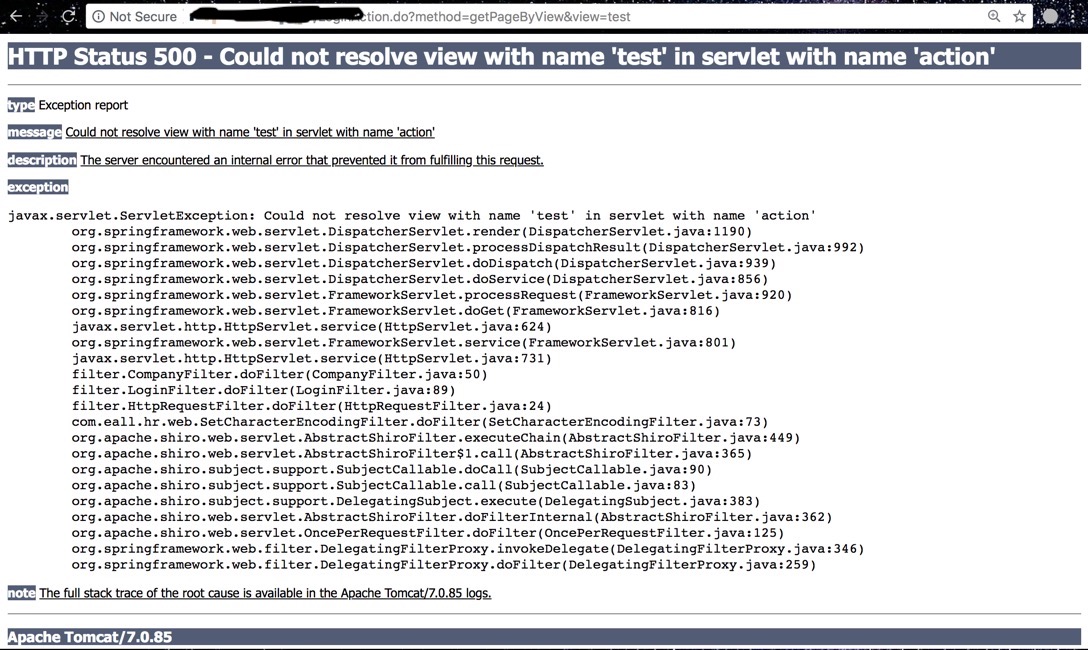 Not Secure ction.do?method=getPageByView&view=test
HTTP Status 500 - Could not resolve view with name 'test' in servlet with name 'action'
type Exception report
message Could not resolve view with name 'test' in servlet with name 'action'
description The server encountered an internal error that prevented it from fulfilling this request.
exception
javax.servlet.ServletException: Could not resolve view with name 'test' in servlet with name 'action'
org.springframework.web.servlet.DispatcherServlet.render(DispatcherServlet.java:1190)
org.springframework.web.servlet.DispatcherServlet.processDispatchResult(DispatcherServlet.java:992)
org.springframework.web.servlet.DispatcherServlet.doDispatch(DispatcherServlet.java:939)
org.springframework.web.servlet.DispatcherServlet.doService(DispatcherServlet.java:856)
org.springframework.web.servlet.FrameworkServlet.processRequest(FrameworkServlet.java:920)
org.springframework.web.servlet.FrameworkServlet.doGet(FrameworkServlet.java:816)
javax.servlet.http.HttpServlet.service(HttpServlet.java:624)
org.springframework.web.servlet.FrameworkServlet.service(FrameworkServlet.java:801)
javax.servlet.http.HttpServlet.service(HttpServlet.java:731)
filter.CompanyFilter.doFilter(CompanyFilter.java:50)
filter.LoginFilter.doFilter(LoginFilter.java:89)
filter.HttpRequestFilter.doFilter(HttpRequestFilter.java:24)
com.eall.hr.web.SetCharacterEncodingFilter.doFilter(SetCharacterEncodingFilter.java:73)
org.apache.shiro.web.servlet.AbstractShiroFilter.executeChain(AbstractShiroFilter.java:449)
org.apache.shiro.web.servlet.AbstractShiroFilter$1.call(AbstractShiroFilter.java:365)
org.apache.shiro.subject.support.SubjectCallable.doCall(SubjectCallable.java:90)
org.apache.shiro.subject.support.SubjectCallable.call(SubjectCallable.java:83)
org.apache.shiro.subject.support.DelegatingSubject.execute(DelegatingSubject.java:383)
org.apache.shiro.web.servlet.AbstractShiroFilter.doFilterInternal(AbstractShiroFilter.java:362)
org.apache.shiro.web.servlet.OncePerRequestFilter.doFilter(OncePerRequestFilter.java:125)
org.springframework.web.filter.DelegatingFilterProxy.invokeDelegate(DelegatingFilterProxy.java:346)
org.springframework.web.filter.DelegatingFilterProxy.doFilter(DelegatingFilterProxy.java:259)
note The full stack trace of the root cause is available in the Apache Tomcat/7.0.85 logs.
Apache Tomcat/7.0.85